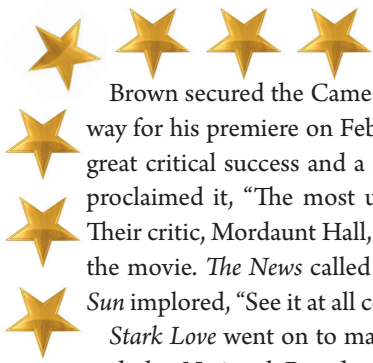 Brown secured the Came
way for his premiere on Feb
great critical success and a
proclaimed it, “The most u
Their critic, Mordaunt Hall,
the movie. The News called
Sun implored, “See it at all c
Stark Love went on to ma